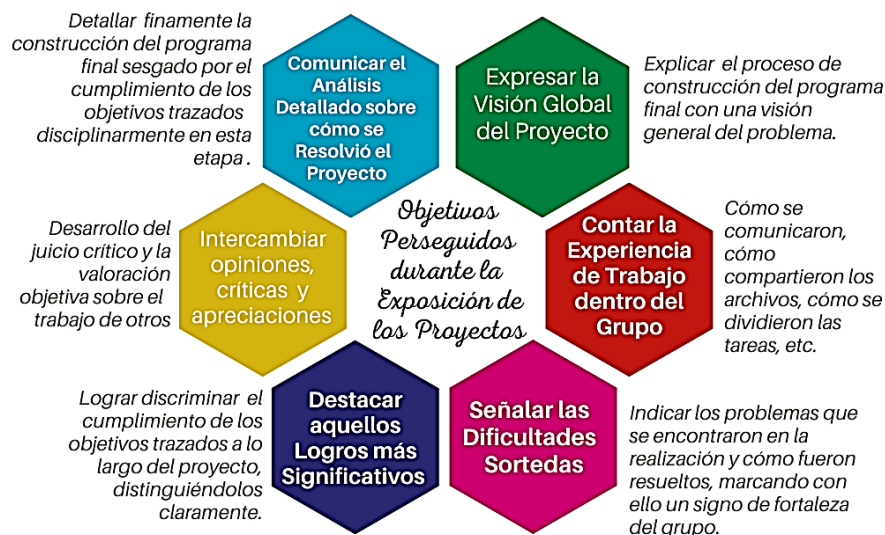 Detallar finamente la
construcción del programa
final sesgado por el
cumplimiento de los
objetivos trazados
disciplinarmente en esta
etapa .
Comunicar el
Análisis
Detallado sobre
cómo se
Resolvió el
Proyecto
Expresar la
Visión Global
del Proyecto
Explicar el proceso de
construcción del programa
final con una visión
general del problema.
Desarrollo del
juicio crítico y la
valoración
objetiva sobre el
trabajo de otros
Intercambiar
opiniones,
críticas y
apreciaciones
Objetivos
Perseguidos
durante la
Exposición de
los Proyectos
Contar la
Experiencia
de Trabajo
dentro del
Grupo
Cómo se
comunicaron,
cómo
compartieron los
archivos, cómo se
dividieron las
tareas, etc.
Lograr discriminar el
cumplimiento de los
objetivos trazados a lo
largo del proyecto,
distinguiéndolos
claramente.
Destacar
aquellos
Logros más
Significativos
Señalar las
Dificultades
Sortedas
Indicar los problemas que
se encontraron en la
realización y cómo fueron
resueltos, marcando con
ello un signo de fortaleza
del grupo.